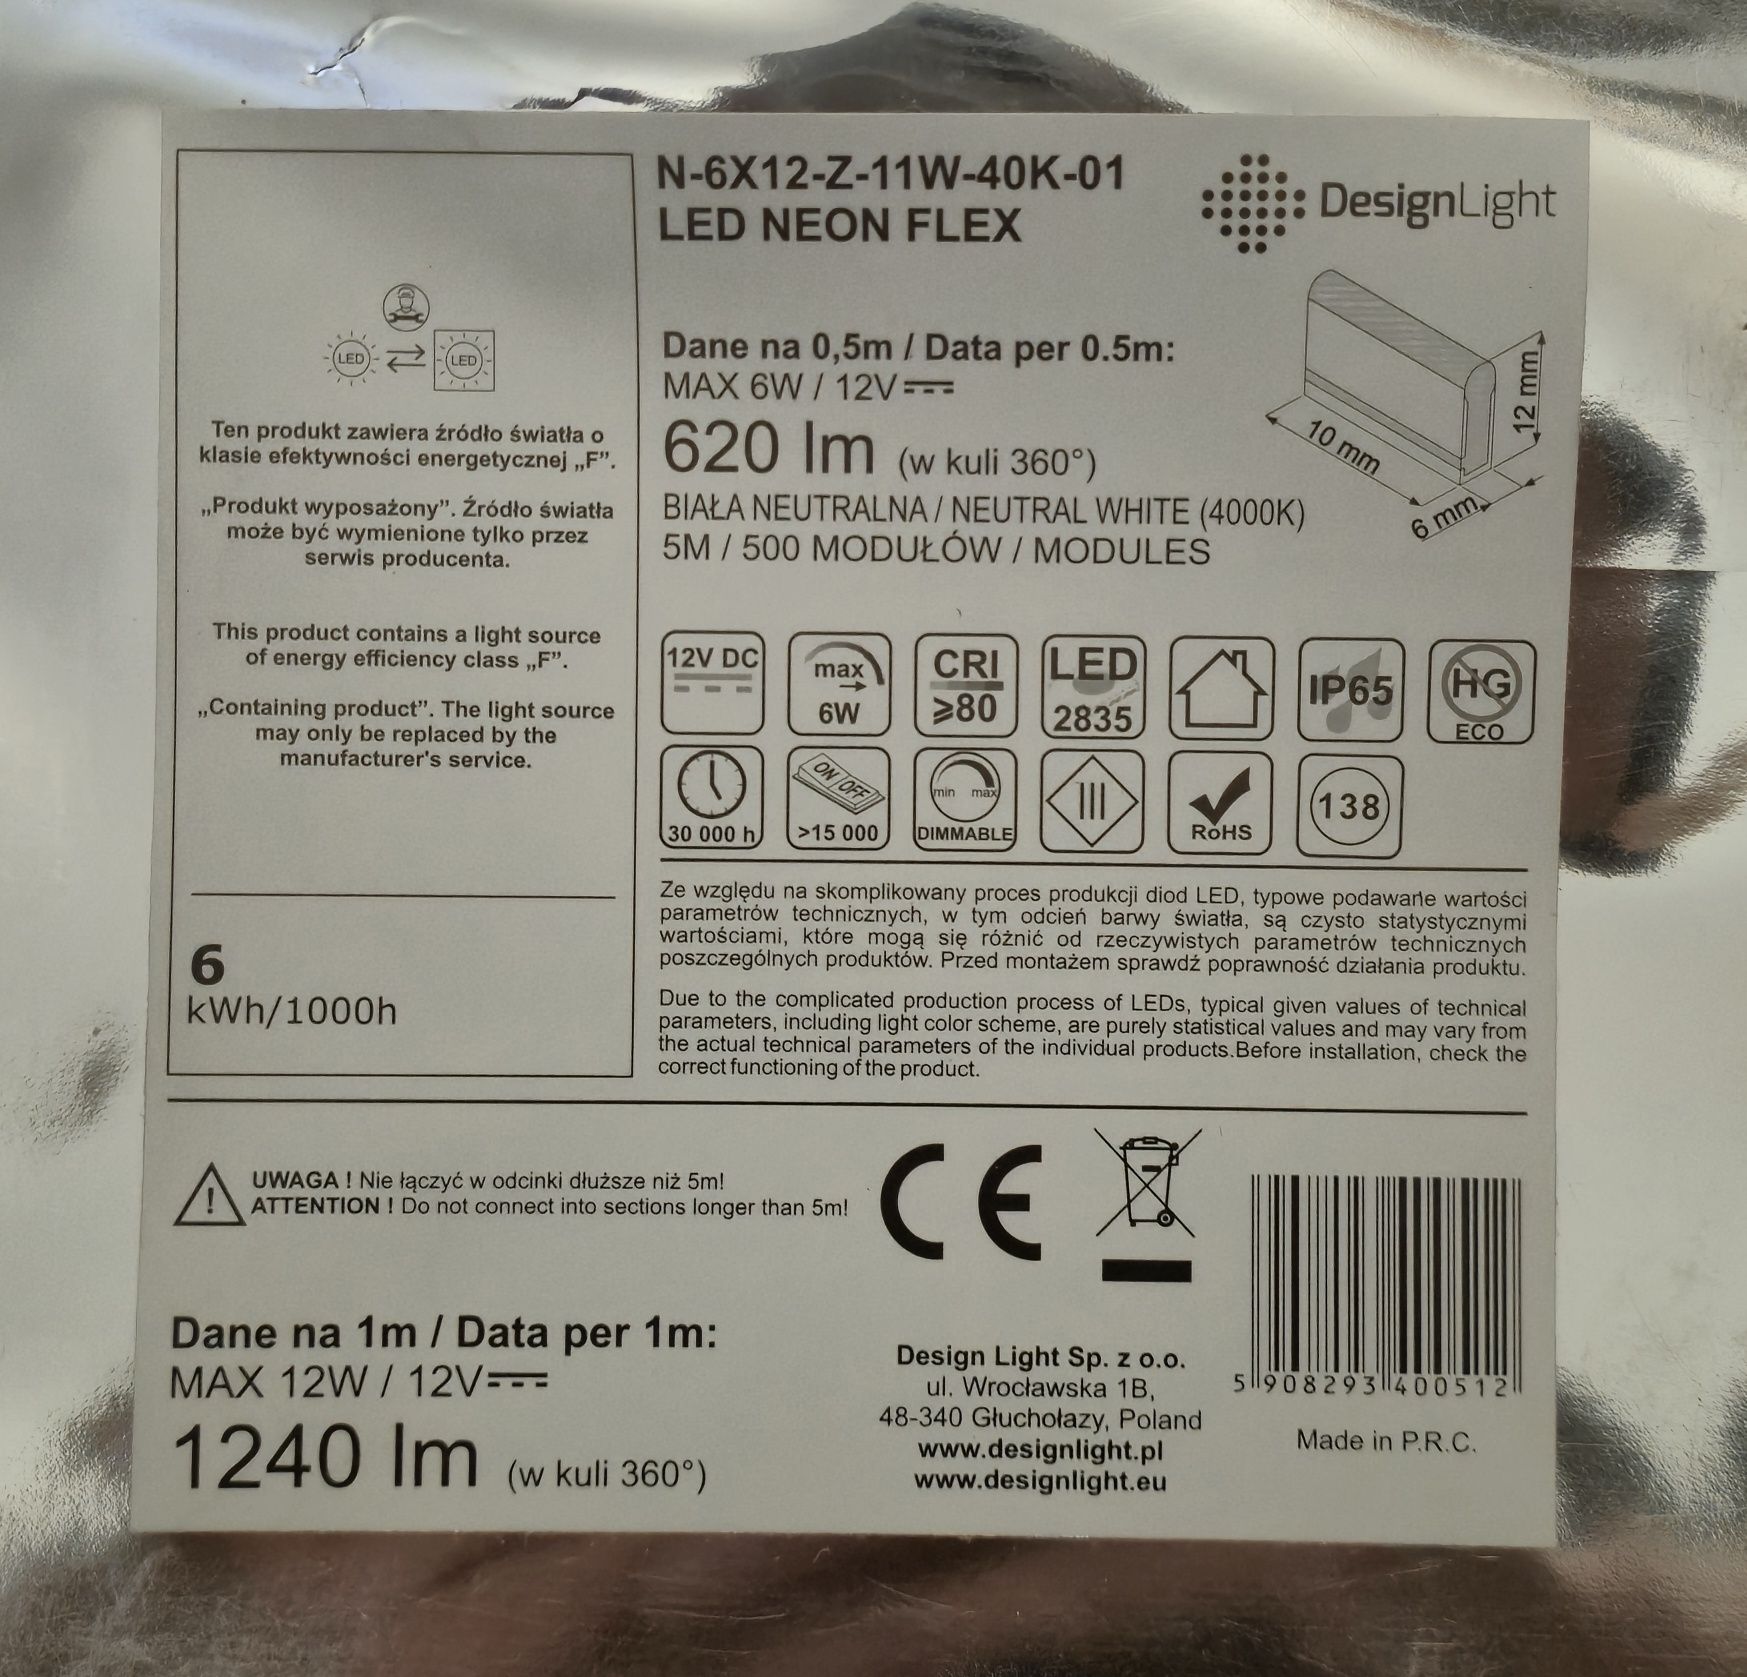 N-6X12-Z-11W-40K-01
LED NEON FLEX
DesignLight
Dane na 0,5m / Data per 0.5m:
MAX 6W / 12V
620 lm (w kuli 360°)
BIAŁA NEUTRALNA / NEUTRAL WHITE (4000K)
5M / 500 MODUŁÓW / MODULES
12 mm
10 mm
6 mm
LED
LED
Ten produkt zawiera źródło światła o
klasie efektywności energetycznej „F”.
„Produkt wyposażony”. Źródło światła
może być wymienione tylko przez
serwis producenta.
This product contains a light source
of energy efficiency class „F”.
„Containing product”. The light source
may only be replaced by the
manufacturer's service.
6
kWh/1000h
12V DC
max
6W
CRI
⩾80
LED
2835
IP65
HG
ECO
30 000 h
ON/OFF
>15 000
min max
DIMMABLE
III
RoHS
138
Ze względu na skomplikowany proces produkcji diod LED, typowe podawane wartości
parametrów technicznych, w tym odcień barwy światła, są czysto statystycznymi
wartościami, które mogą się różnić od rzeczywistych parametrów technicznych
poszczególnych produktów. Przed montażem sprawdź poprawność działania produktu.
Due to the complicated production process of LEDs, typical given values of technical
parameters, including light color scheme, are purely statistical values and may vary from
the actual technical parameters of the individual products.Before installation, check the
correct functioning of the product.
UWAGA ! Nie łączyć w odcinki dłuższe niż 5m!
ATTENTION ! Do not connect into sections longer than 5m!
CE
Dane na 1m / Data per 1m:
MAX 12W / 12V
1240 lm (w kuli 360°)
Design Light Sp. z o.o.
ul. Wrocławska 1B,
48-340 Głuchołazy, Poland
www.designlight.pl
www.designlight.eu
5 908293 400512
Made in P.R.C.